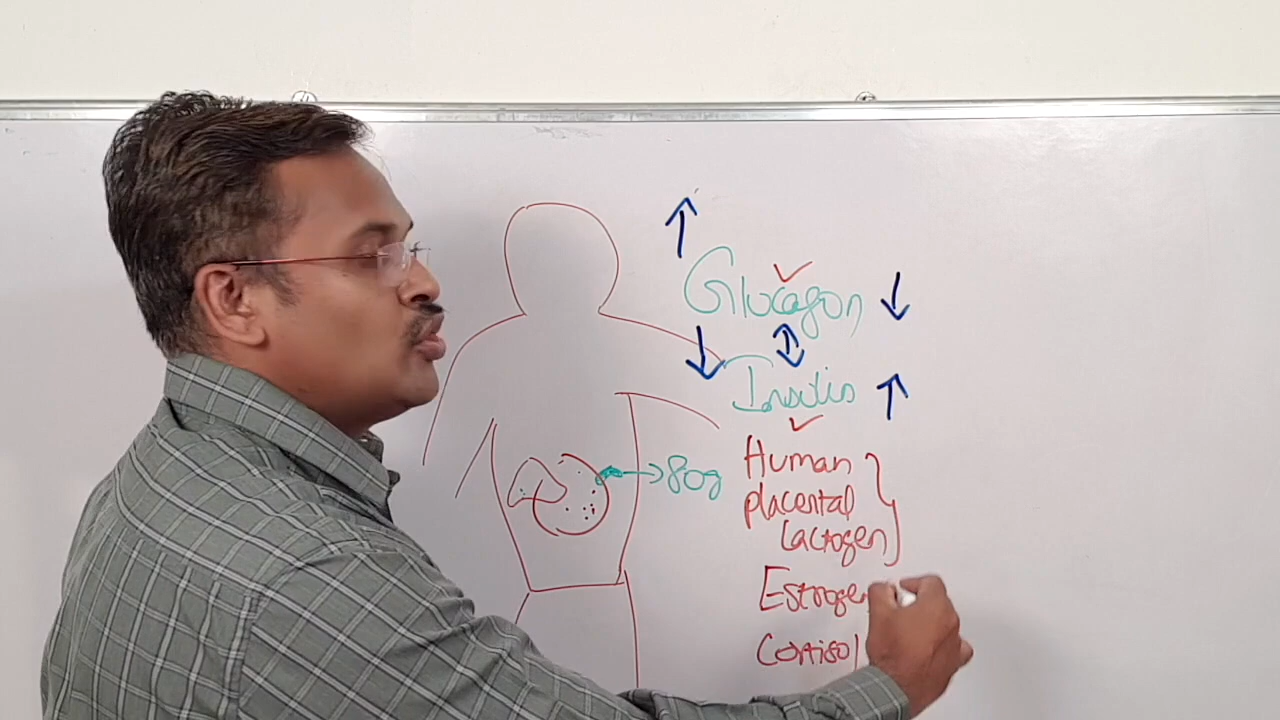 Glucagon
Insulin
80g
Human
placental
Lactogen
Estrogen
Cortisol